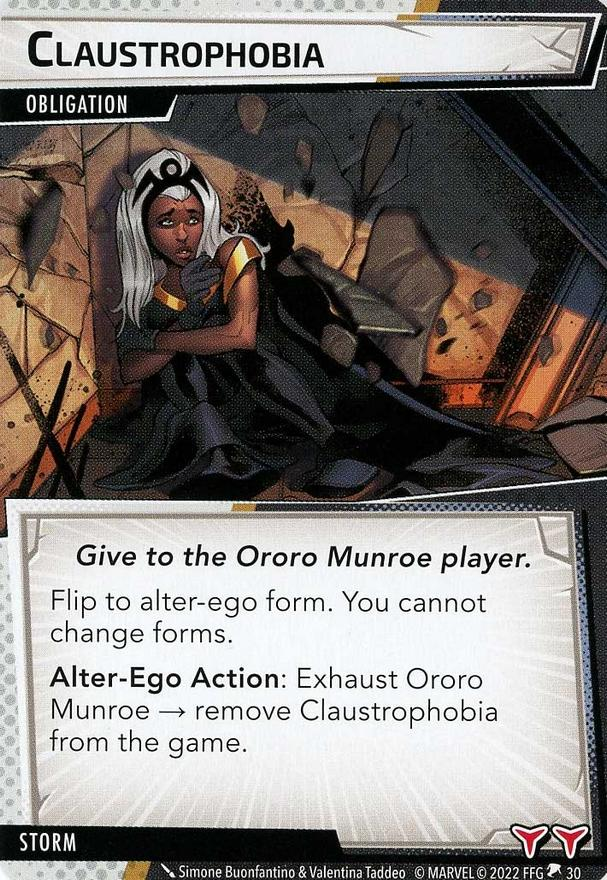 CLAUSTROPHOBIA
OBLIGATION
Give to the Ororo Munroe player.
Flip to alter-ego form. You cannot
change forms.
Alter-Ego Action: Exhaust Ororo
Munroe → remove Claustrophobia
from the game.
STORM
Simone Buonfantino & Valentina Taddeo © MARVEL © 2022 FFG 30